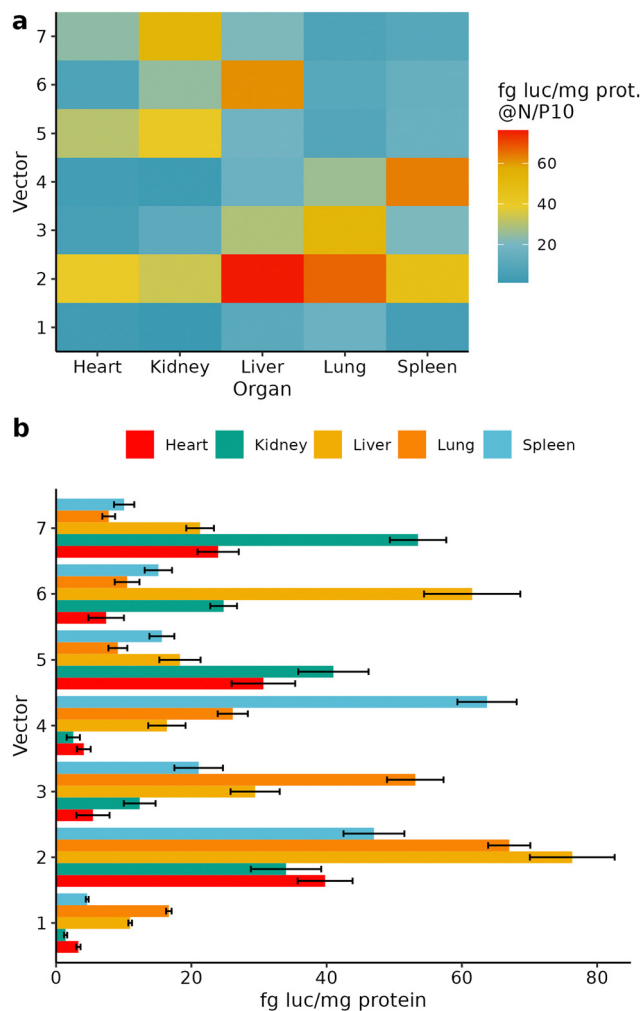 a
7
6
5
4
3
2
1
Vector
Heart Kidney Liver Lung Spleen
Organ
fg luc/mg prot.
@N/P10
60
40
20
b
Heart Kidney Liver Lung Spleen
7
6
5
4
3
2
1
Vector
0 20 40 60 80
fg luc/mg protein